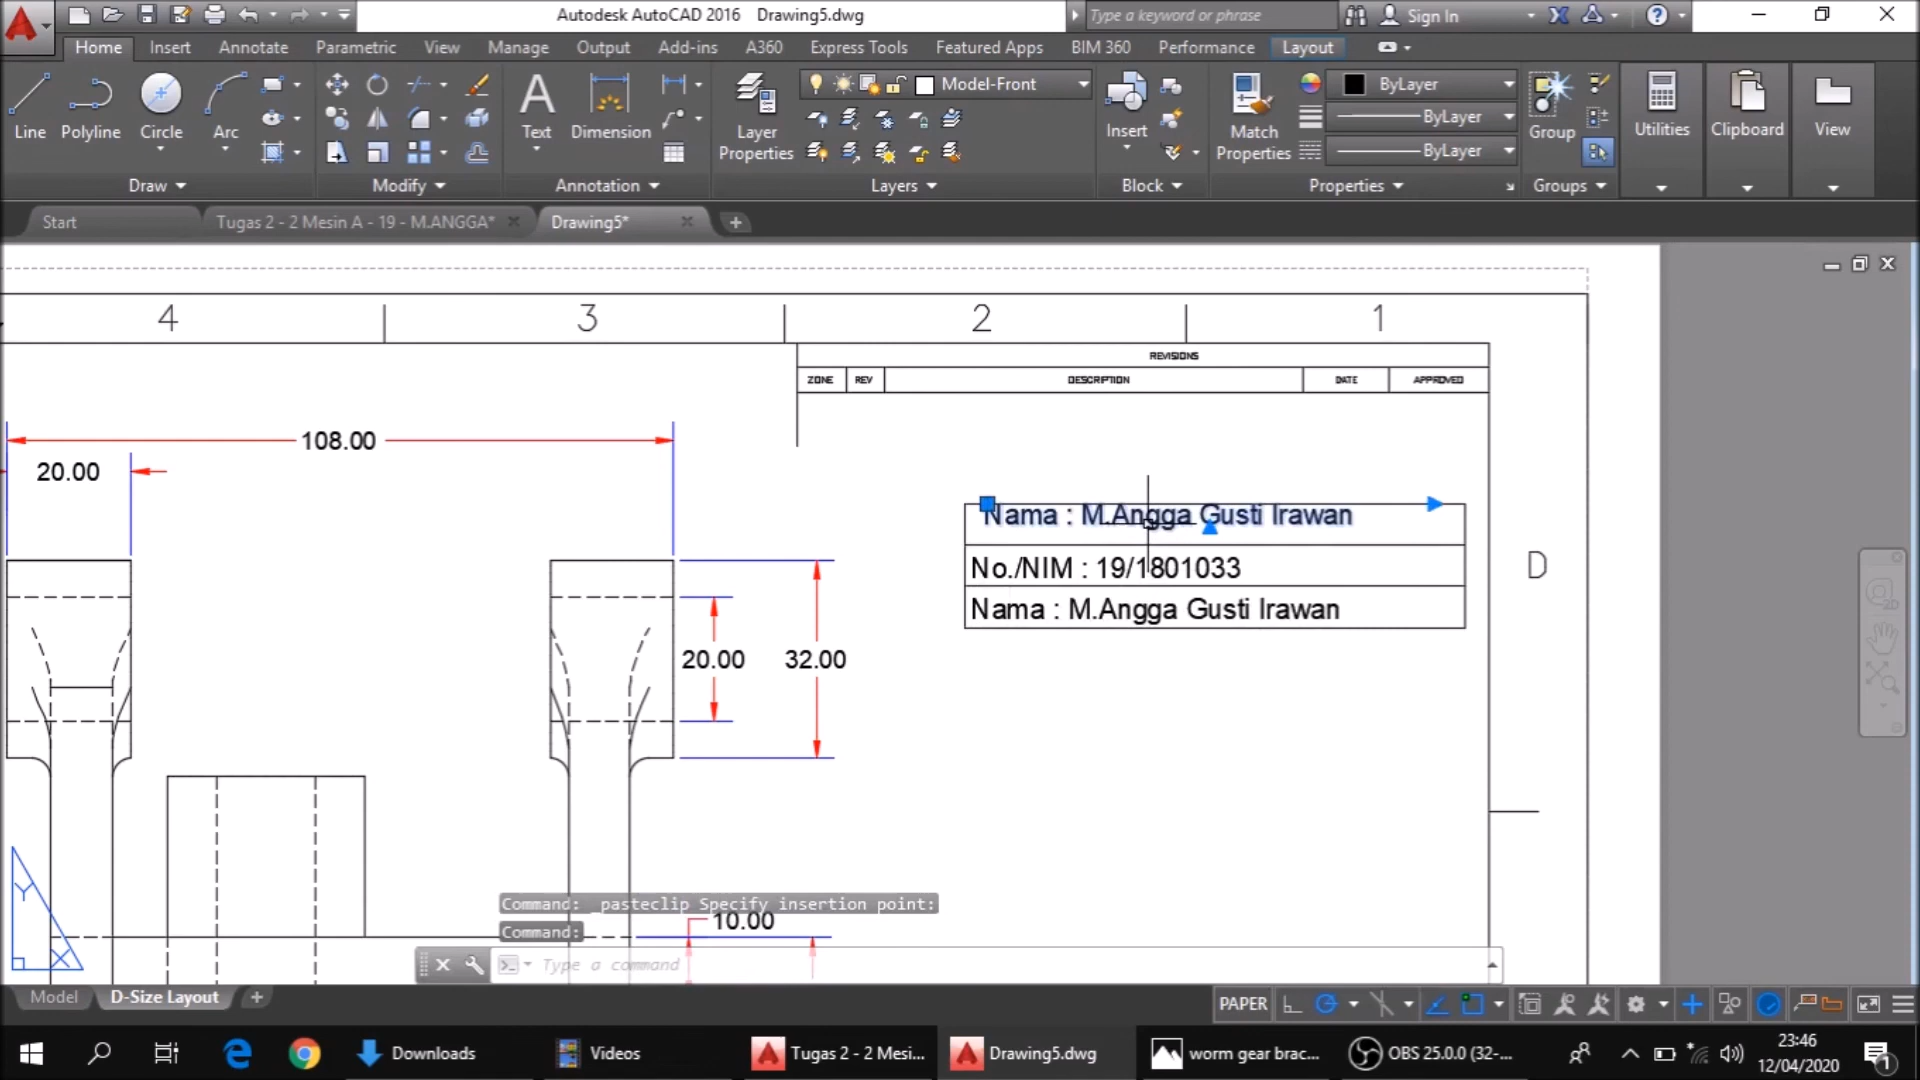 Autodesk AutoCAD 2016 Drawing5.dwg
Type a keyword or phrase
Sign In
Home Insert Annotate Parametric View Manage Output Add-ins A360 Express Tools Featured Apps BIM 360 Performance Layout
Line Polyline Circle Arc
Text Dimension
Layer Properties
Model-Front
Insert
Match Properties
ByLayer
ByLayer
ByLayer
Group
Utilities
Clipboard
View
Draw Modify Annotation Layers Block Properties Groups
Start Tugas 2 - 2 Mesin A - 19 - M.ANGGA* Drawing5*
4 3 2 1
REVISIONS
ZONE REV DESCRIPTION DATE APPROVED
108.00
20.00
Nama : M.Angga Gusti Irawan
No./NIM : 19/1801033
Nama : M.Angga Gusti Irawan
D
20.00 32.00
Y
X
10.00
Command: _pasteclip Specify insertion point:
Command:
Type a command
Model D-Size Layout
PAPER
Downloads Videos Tugas 2 - 2 Mesi... Drawing5.dwg worm gear brac... OBS 25.0.0 (32-...
23:46
12/04/2020
1